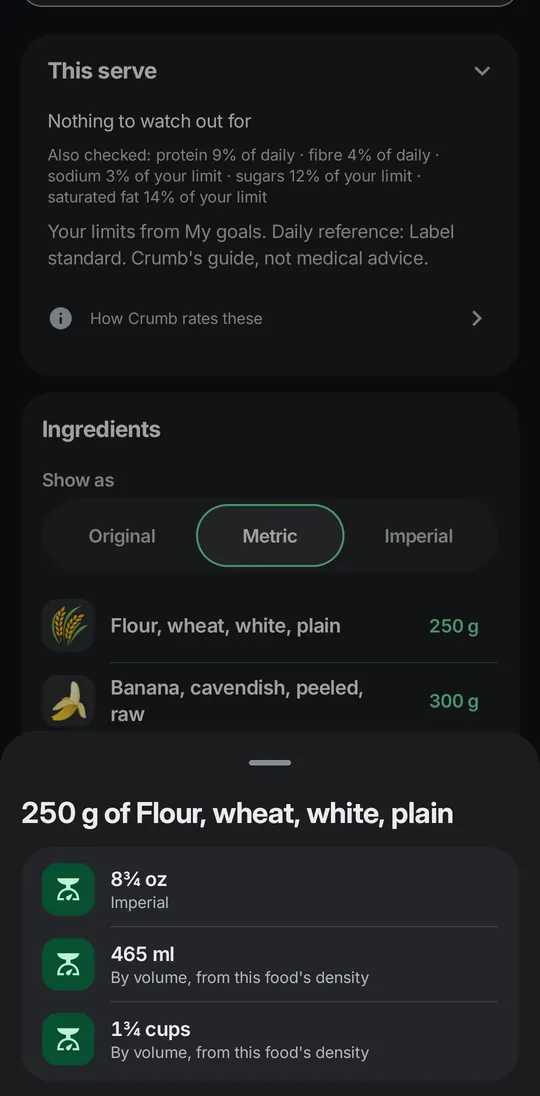 This serve
Nothing to watch out for
Also checked: protein 9% of daily · fibre 4% of daily ·
sodium 3% of your limit · sugars 12% of your limit ·
saturated fat 14% of your limit
Your limits from My goals. Daily reference: Label
standard. Crumb's guide, not medical advice.
How Crumb rates these
Ingredients
Show as
Original
Metric
Imperial
Flour, wheat, white, plain
250 g
Banana, cavendish, peeled,
raw
300 g
250 g of Flour, wheat, white, plain
8¾ oz
Imperial
465 ml
By volume, from this food's density
1¾ cups
By volume, from this food's density